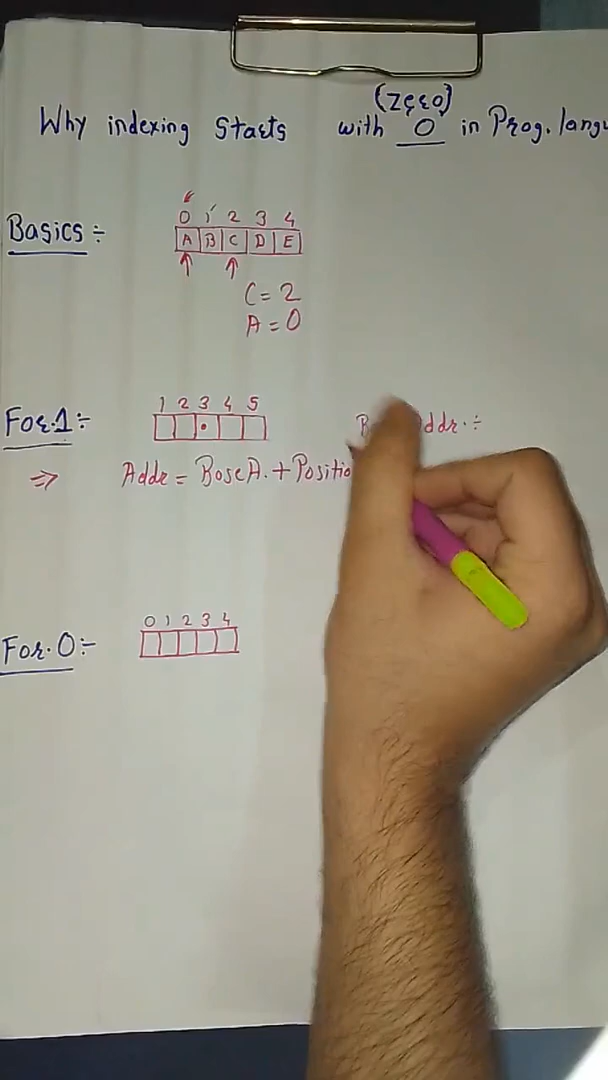 (Zero)
Why indexing Starts with 0 in Prog. langu
0 1 2 3 4
Basics :-
A B C D E
C = 2
A = 0
1 2 3 4 5
For.1 :-
ddr. :-
⇒ Addr = BaseA. + Positio
0 1 2 3 4
For.0 :-